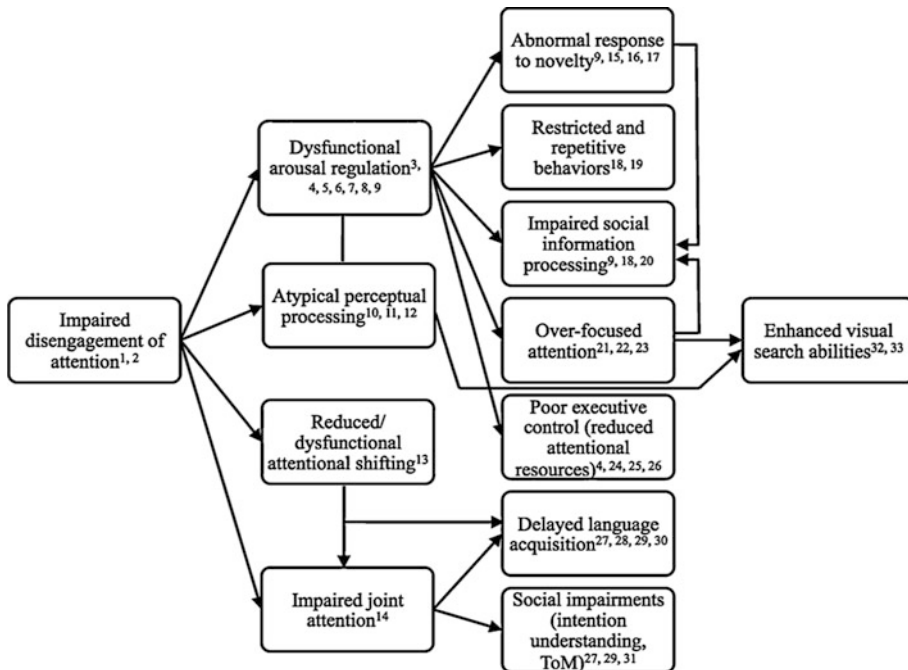 Abnormal response
to novelty9, 15, 16, 17
Restricted and
repetitive
behaviors18, 19
Impaired social
information
processing9, 18, 20
Over-focused
attention21, 22, 23
Poor executive
control (reduced
attentional
resources)4, 24, 25, 26
Delayed language
acquisition27, 28, 29, 30
Social impairments
(intention
understanding,
ToM)27, 29, 31
Dysfunctional
arousal regulation3,
4, 5, 6, 7, 8, 9
Atypical perceptual
processing10, 11, 12
Reduced/
dysfunctional
attentional shifting13
Impaired joint
attention14
Impaired
disengagement of
attention1, 2
Enhanced visual
search abilities32, 33